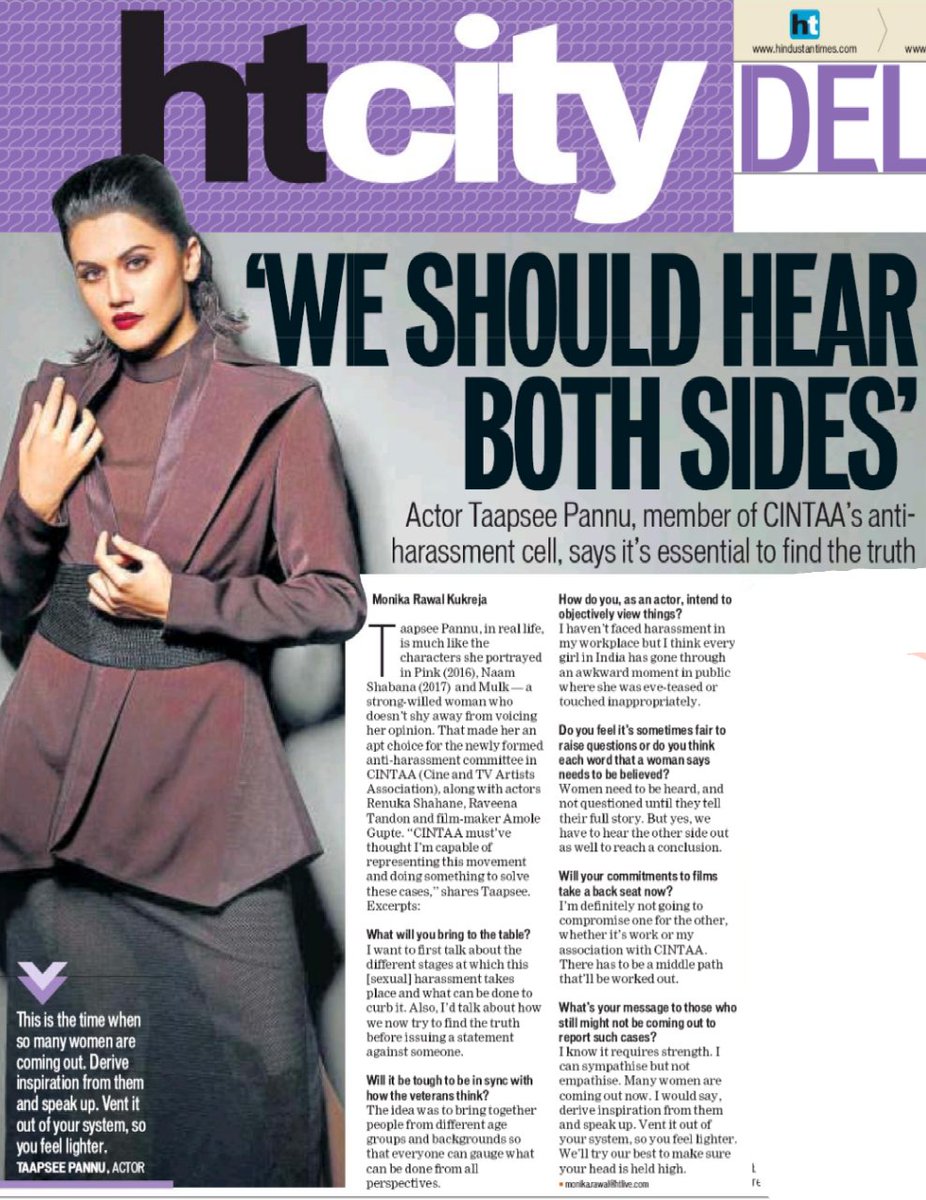 htcity
ht
www.hindustantimes.com
www
DEL
‘WE SHOULD HEAR
BOTH SIDES’
Actor Taapsee Pannu, member of CINTAA’s anti-
harassment cell, says it’s essential to find the truth
Monika Rawal Kukreja
Taapsee Pannu, in real life,
is much like the
characters she portrayed
in Pink (2016), Naam
Shabana (2017) and Mulk — a
strong-willed woman who
doesn’t shy away from voicing
her opinion. That made her an
apt choice for the newly formed
anti-harassment committee in
CINTAA (Cine and TV Artists
Association), along with actors
Renuka Shahane, Raveena
Tandon and film-maker Amole
Gupte. “CINTAA must’ve
thought I’m capable of
representing this movement
and doing something to solve
these cases,” shares Taapsee.
Excerpts:
What will you bring to the table?
I want to first talk about the
different stages at which this
[sexual] harassment takes
place and what can be done to
curb it. Also, I’d talk about how
we now try to find the truth
before issuing a statement
against someone.
Will it be tough to be in sync with
how the veterans think?
The idea was to bring together
people from different age
groups and backgrounds so
that everyone can gauge what
can be done from all
perspectives.
How do you, as an actor, intend to
objectively view things?
I haven’t faced harassment in
my workplace but I think every
girl in India has gone through
an awkward moment in public
where she was eve-teased or
touched inappropriately.
Do you feel it’s sometimes fair to
raise questions or do you think
each word that a woman says
needs to be believed?
Women need to be heard, and
not questioned until they tell
their full story. But yes, we
have to hear the other side out
as well to reach a conclusion.
Will your commitments to films
take a back seat now?
I’m definitely not going to
compromise one for the other,
whether it’s work or my
association with CINTAA.
There has to be a middle path
that’ll be worked out.
What’s your message to those who
still might not be coming out to
report such cases?
I know it requires strength. I
can sympathise but not
empathise. Many women are
coming out now. I would say,
derive inspiration from them
and speak up. Vent it out of
your system, so you feel lighter.
We’ll try our best to make sure
your head is held high.
monika.rawal@htlive.com
This is the time when
so many women are
coming out. Derive
inspiration from them
and speak up. Vent it
out of your system, so
you feel lighter.
TAAPSEE PANNU, ACTOR